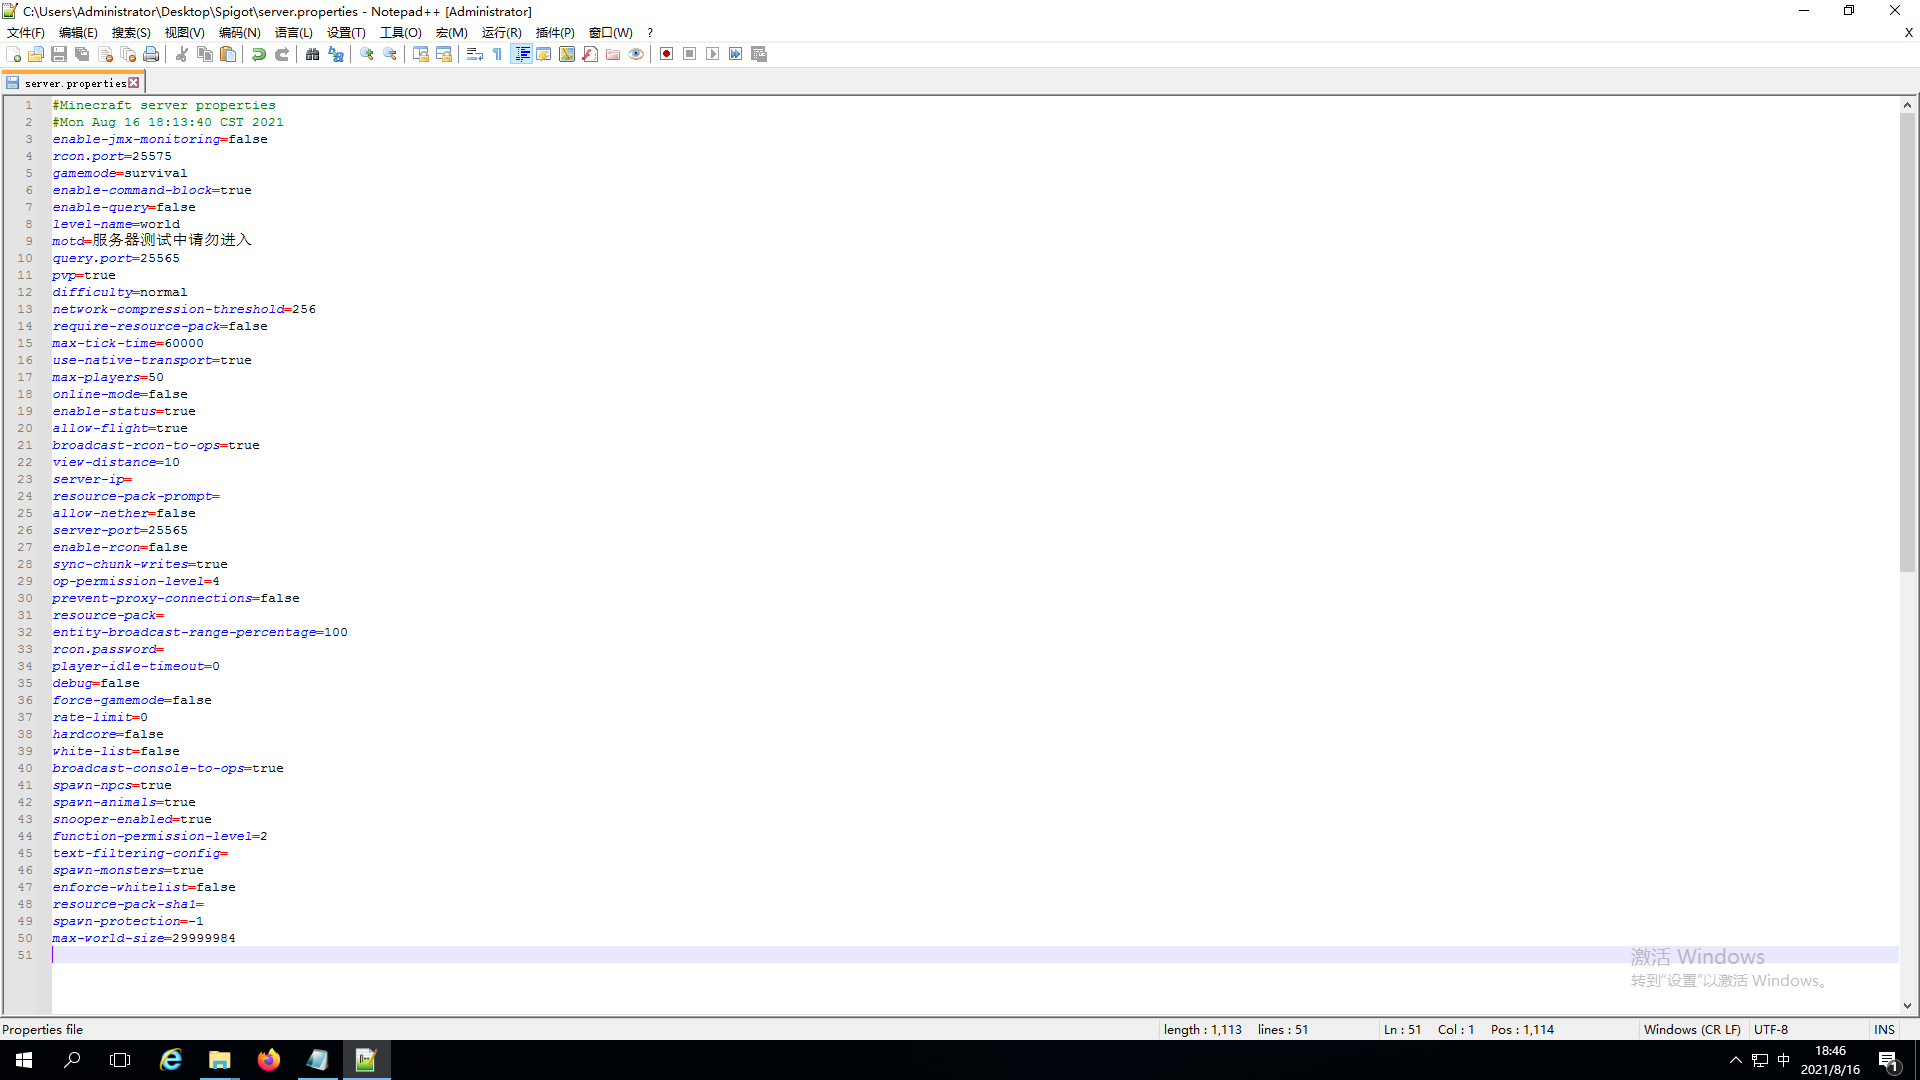 C:\Users\Administrator\Desktop\Spigot\server.properties - Notepad++ [Administrator]
文件(F) 编辑(E) 搜索(S) 视图(V) 编码(N) 语言(L) 设置(T) 工具(O) 宏(M) 运行(R) 插件(P) 窗口(W) ? X
server.properties
1 #Minecraft server properties
2 #Mon Aug 16 18:13:40 CST 2021
3 enable-jmx-monitoring=false
4 rcon.port=25575
5 gamemode=survival
6 enable-command-block=true
7 enable-query=false
8 level-name=world
9 motd=服务器测试中请勿进入
10 query.port=25565
11 pvp=true
12 difficulty=normal
13 network-compression-threshold=256
14 require-resource-pack=false
15 max-tick-time=60000
16 use-native-transport=true
17 max-players=50
18 online-mode=false
19 enable-status=true
20 allow-flight=true
21 broadcast-rcon-to-ops=true
22 view-distance=10
23 server-ip=
24 resource-pack-prompt=
25 allow-nether=false
26 server-port=25565
27 enable-rcon=false
28 sync-chunk-writes=true
29 op-permission-level=4
30 prevent-proxy-connections=false
31 resource-pack=
32 entity-broadcast-range-percentage=100
33 rcon.password=
34 player-idle-timeout=0
35 debug=false
36 force-gamemode=false
37 rate-limit=0
38 hardcore=false
39 white-list=false
40 broadcast-console-to-ops=true
41 spawn-npcs=true
42 spawn-animals=true
43 snooper-enabled=true
44 function-permission-level=2
45 text-filtering-config=
46 spawn-monsters=true
47 enforce-whitelist=false
48 resource-pack-sha1=
49 spawn-protection=-1
50 max-world-size=29999984
51
激活 Windows
转到“设置”以激活 Windows。
Properties file length : 1,113 lines : 51 Ln : 51 Col : 1 Pos : 1,114 Windows (CR LF) UTF-8 INS
中
18:46
2021/8/16
1